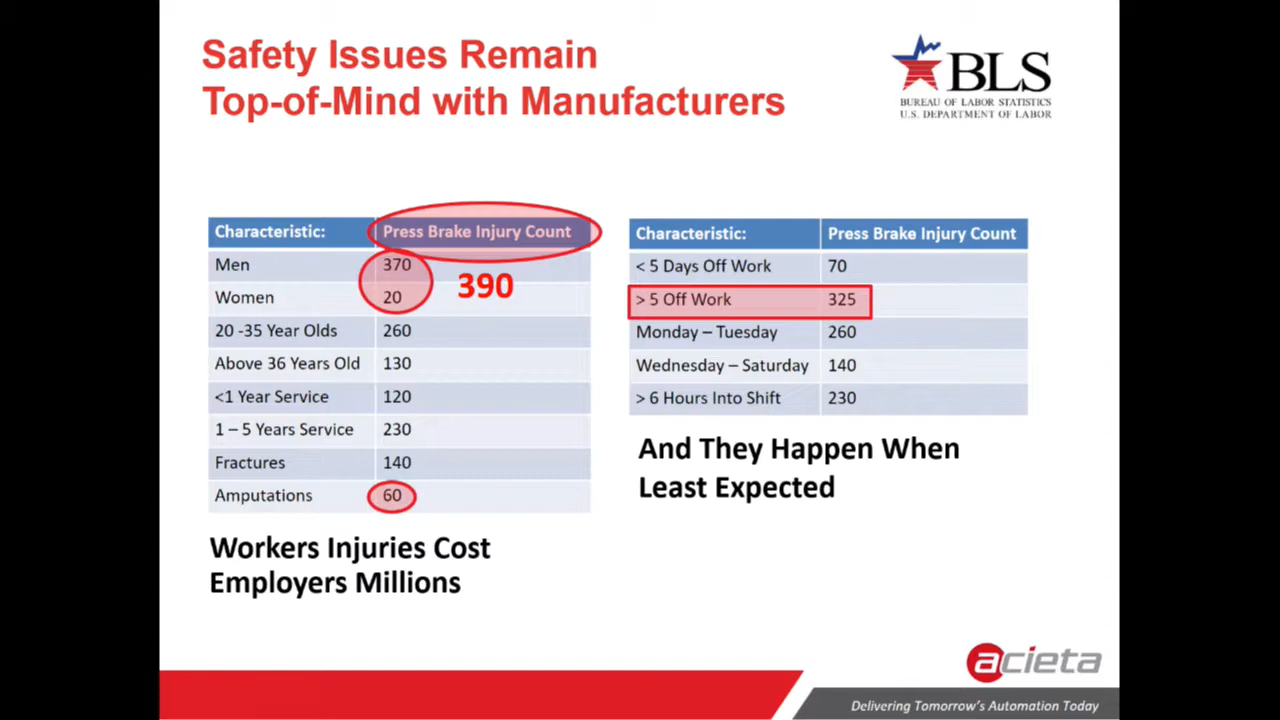 Safety Issues Remain
Top-of-Mind with Manufacturers
BLS
BUREAU OF LABOR STATISTICS
U.S. DEPARTMENT OF LABOR
Characteristic: Press Brake Injury Count
Men 370
Women 20
390
20 -35 Year Olds 260
Above 36 Years Old 130
<1 Year Service 120
1 – 5 Years Service 230
Fractures 140
Amputations 60
Workers Injuries Cost
Employers Millions
Characteristic: Press Brake Injury Count
< 5 Days Off Work 70
> 5 Off Work 325
Monday – Tuesday 260
Wednesday – Saturday 140
> 6 Hours Into Shift 230
And They Happen When
Least Expected
acieta
Delivering Tomorrow's Automation Today